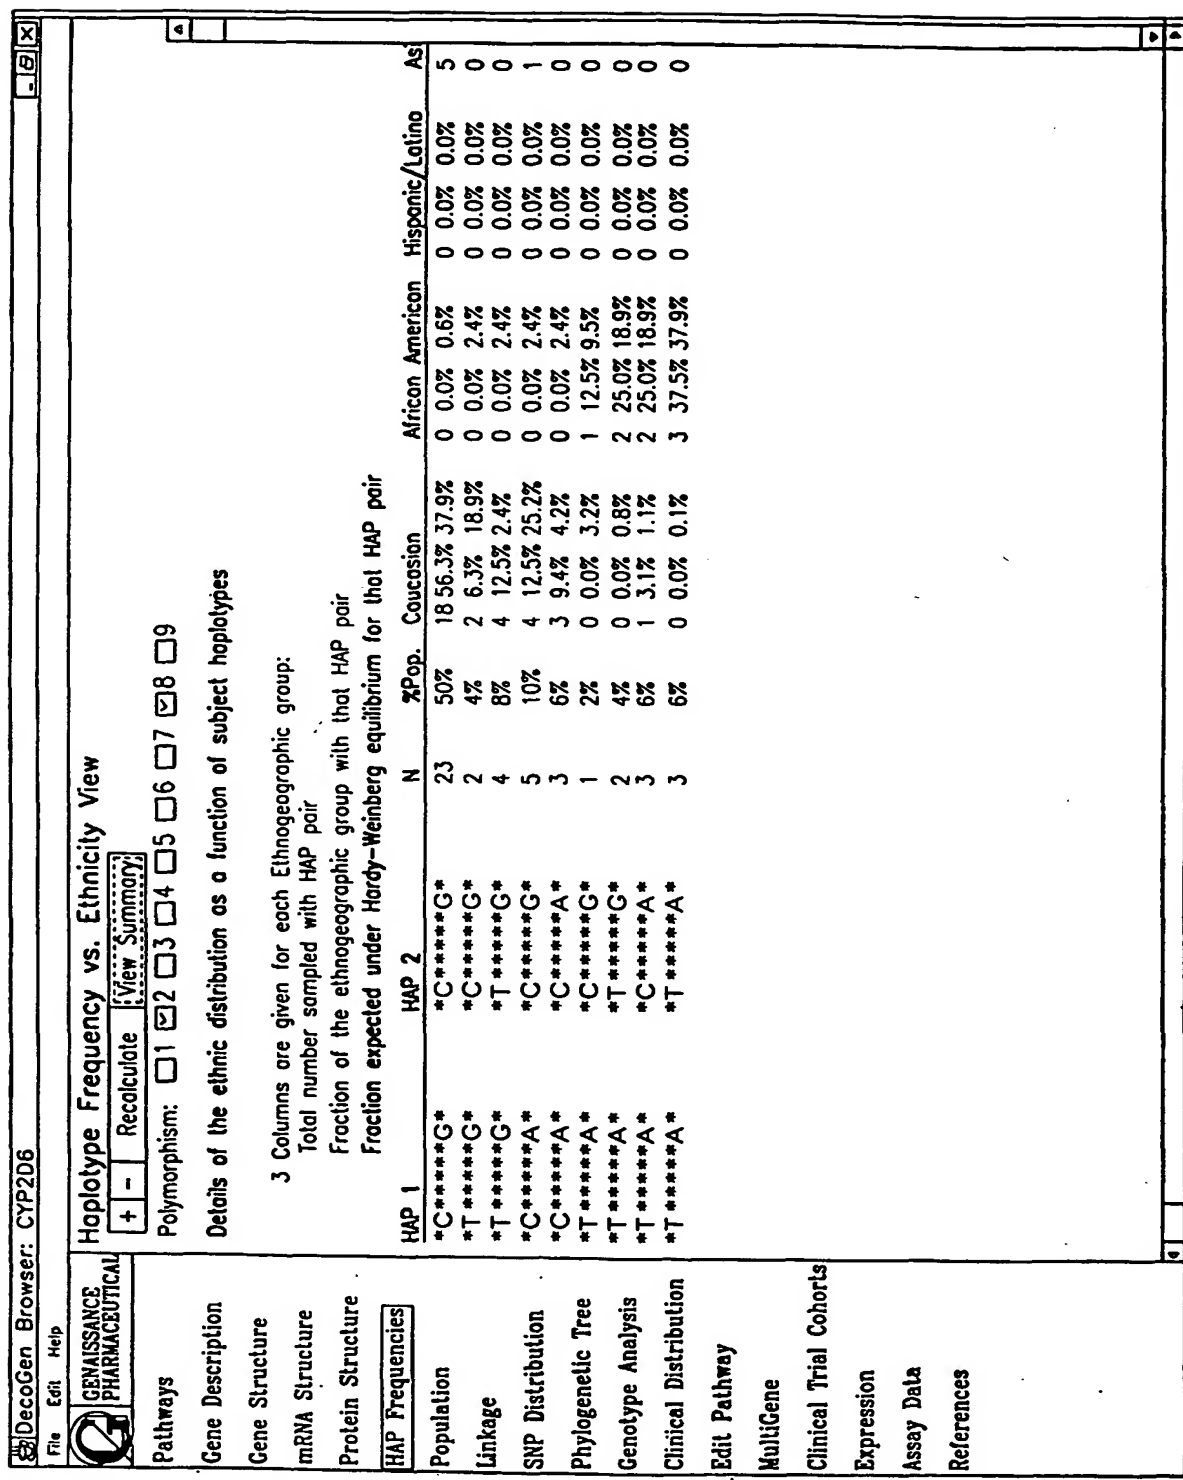 DecoGen Browser: CYP2D6
File Edit Help
GENAISSANCE
PHARMACEUTICAL
Pathways
Gene Description
Gene Structure
mRNA Structure
Protein Structure
HAP Frequencies
Population
Linkage
SNP Distribution
Phylogenetic Tree
Genotype Analysis
Clinical Distribution
Edit Pathway
MultiGene
Clinical Trial Cohorts
Expression
Assay Data
References
Haplotype Frequency vs. Ethnicity View
+ - Recalculate View Summary
Polymorphism: ☐1 ☑2 ☐3 ☐4 ☐5 ☐6 ☐7 ☑8 ☐9
Details of the ethnic distribution as a function of subject haplotypes
3 Columns are given for each Ethnogeographic group:
Total number sampled with HAP pair
Fraction of the ethnogeographic group with that HAP pair
Fraction expected under Hardy-Weinberg equilibrium for that HAP pair
HAP 1 HAP 2 N %Pop. Caucasian African American Hispanic/Latino As
*C*****G* *C*****G* 23 50% 18 56.3% 37.9% 0 0.0% 0.6% 0 0.0% 0.0% 5
*T*****G* *C*****G* 2 4% 2 6.3% 18.9% 0 0.0% 2.4% 0 0.0% 0.0% 0
*T*****G* *T*****G* 4 8% 4 12.5% 2.4% 0 0.0% 2.4% 0 0.0% 0.0% 0
*C*****A* *C*****G* 5 10% 4 12.5% 25.2% 0 0.0% 2.4% 0 0.0% 0.0% 1
*C*****A* *C*****A* 3 6% 3 9.4% 4.2% 0 0.0% 2.4% 0 0.0% 0.0% 0
*T*****A* *C*****G* 1 2% 0 0.0% 3.2% 1 12.5% 9.5% 0 0.0% 0.0% 0
*T*****A* *T*****G* 2 4% 0 0.0% 0.8% 2 25.0% 18.9% 0 0.0% 0.0% 0
*T*****A* *C*****A* 3 6% 1 3.1% 1.1% 2 25.0% 18.9% 0 0.0% 0.0% 0
*T*****A* *T*****A* 3 6% 0 0.0% 0.1% 3 37.5% 37.9% 0 0.0% 0.0% 0